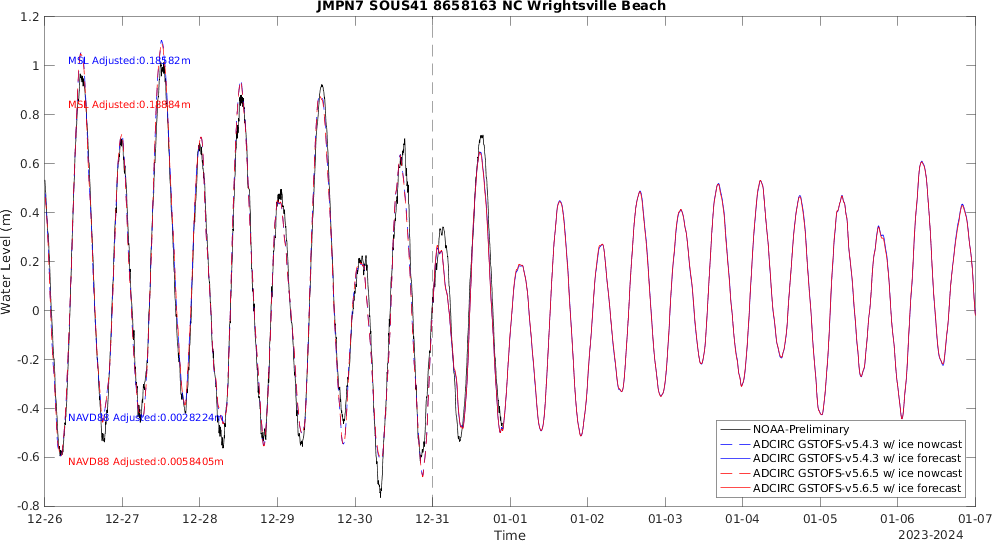 JMPN7 SOUS41 8658163 NC Wrightsville Beach
1.2
1
0.8
0.6
0.4
0.2
0
-0.2
-0.4
-0.6
-0.8
Water Level (m)
MSL Adjusted:0.18582m
MSL Adjusted:0.18884m
NAVD88 Adjusted:0.0028224m
NAVD88 Adjusted:0.0058405m
NOAA-Preliminary
ADCIRC GSTOFS-v5.4.3 w/ ice nowcast
ADCIRC GSTOFS-v5.4.3 w/ ice forecast
ADCIRC GSTOFS-v5.6.5 w/ ice nowcast
ADCIRC GSTOFS-v5.6.5 w/ ice forecast
12-26 12-27 12-28 12-29 12-30 12-31 01-01 01-02 01-03 01-04 01-05 01-06 01-07
Time
2023-2024